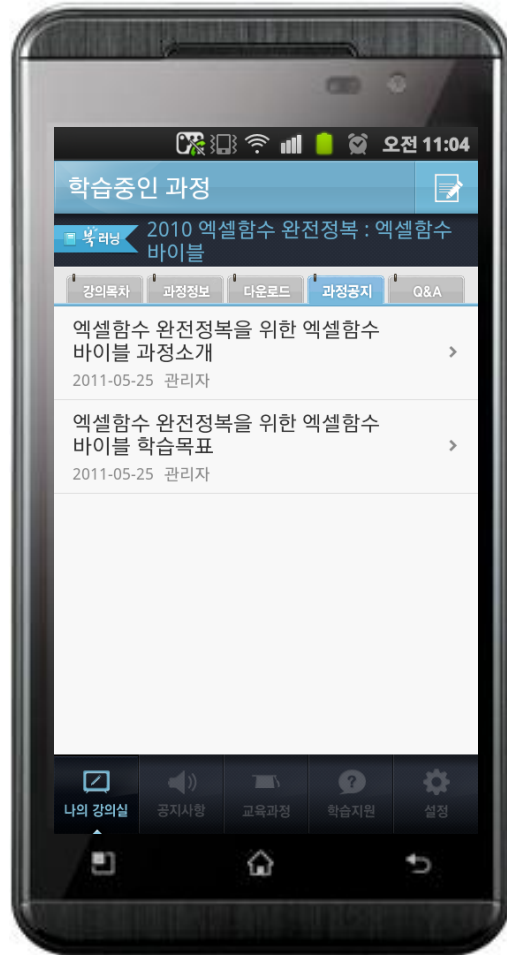 오전 11:04
학습중인 과정
북러닝 2010 엑셀함수 완전정복 : 엑셀함수
바이블
강의목차 과정정보 다운로드 과정공지 Q&A
엑셀함수 완전정복을 위한 엑셀함수
바이블 과정소개
2011-05-25 관리자
엑셀함수 완전정복을 위한 엑셀함수
바이블 학습목표
2011-05-25 관리자
나의 강의실 공지사항 교육과정 학습지원 설정